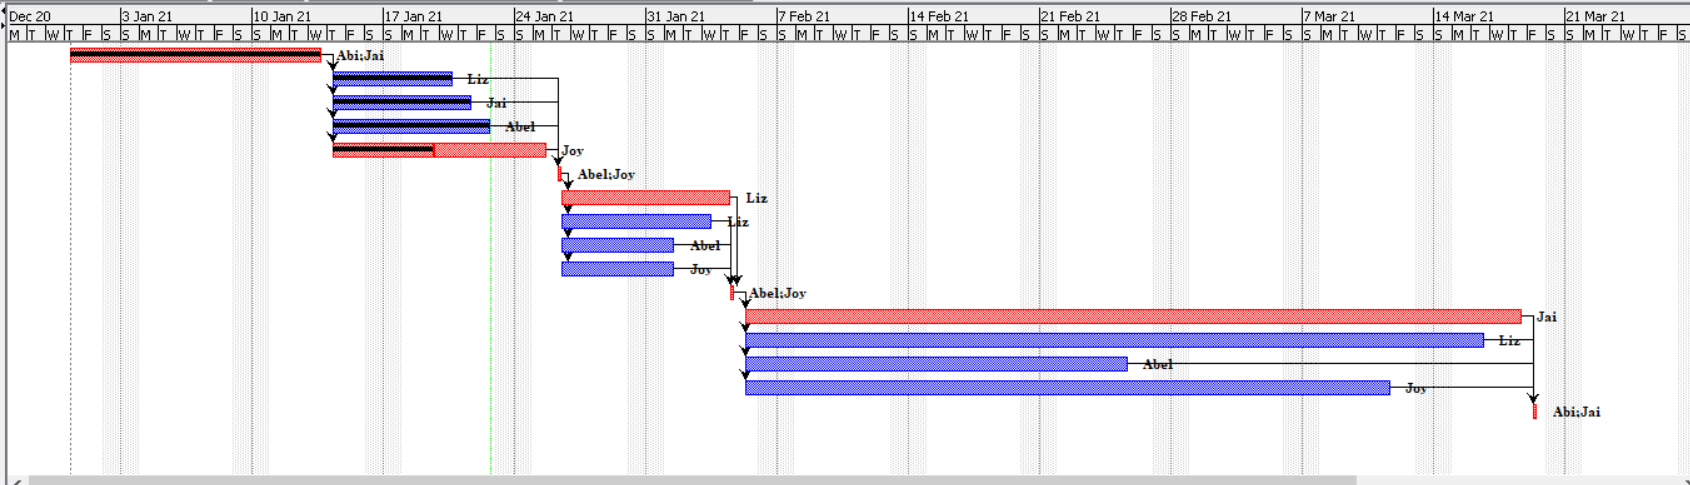 Dec 20 3 Jan 21 10 Jan 21 17 Jan 21 24 Jan 21 31 Jan 21 7 Feb 21 14 Feb 21 21 Feb 21 28 Feb 21 7 Mar 21 14 Mar 21 21 Mar 21
M T W T F S S M T W T F S S M T W T F S S M T W T F S S M T W T F S S M T W T F S S M T W T F S S M T W T F S S M T W T F S S M T W T F S S M T W T F S S M T W T F S S M T W T F S
Abi;Jai
Liz
Jai
Abel
Joy
Abel;Joy
Liz
Liz
Abel
Joy
Abel;Joy
Jai
Liz
Abel
Joy
Abi;Jai